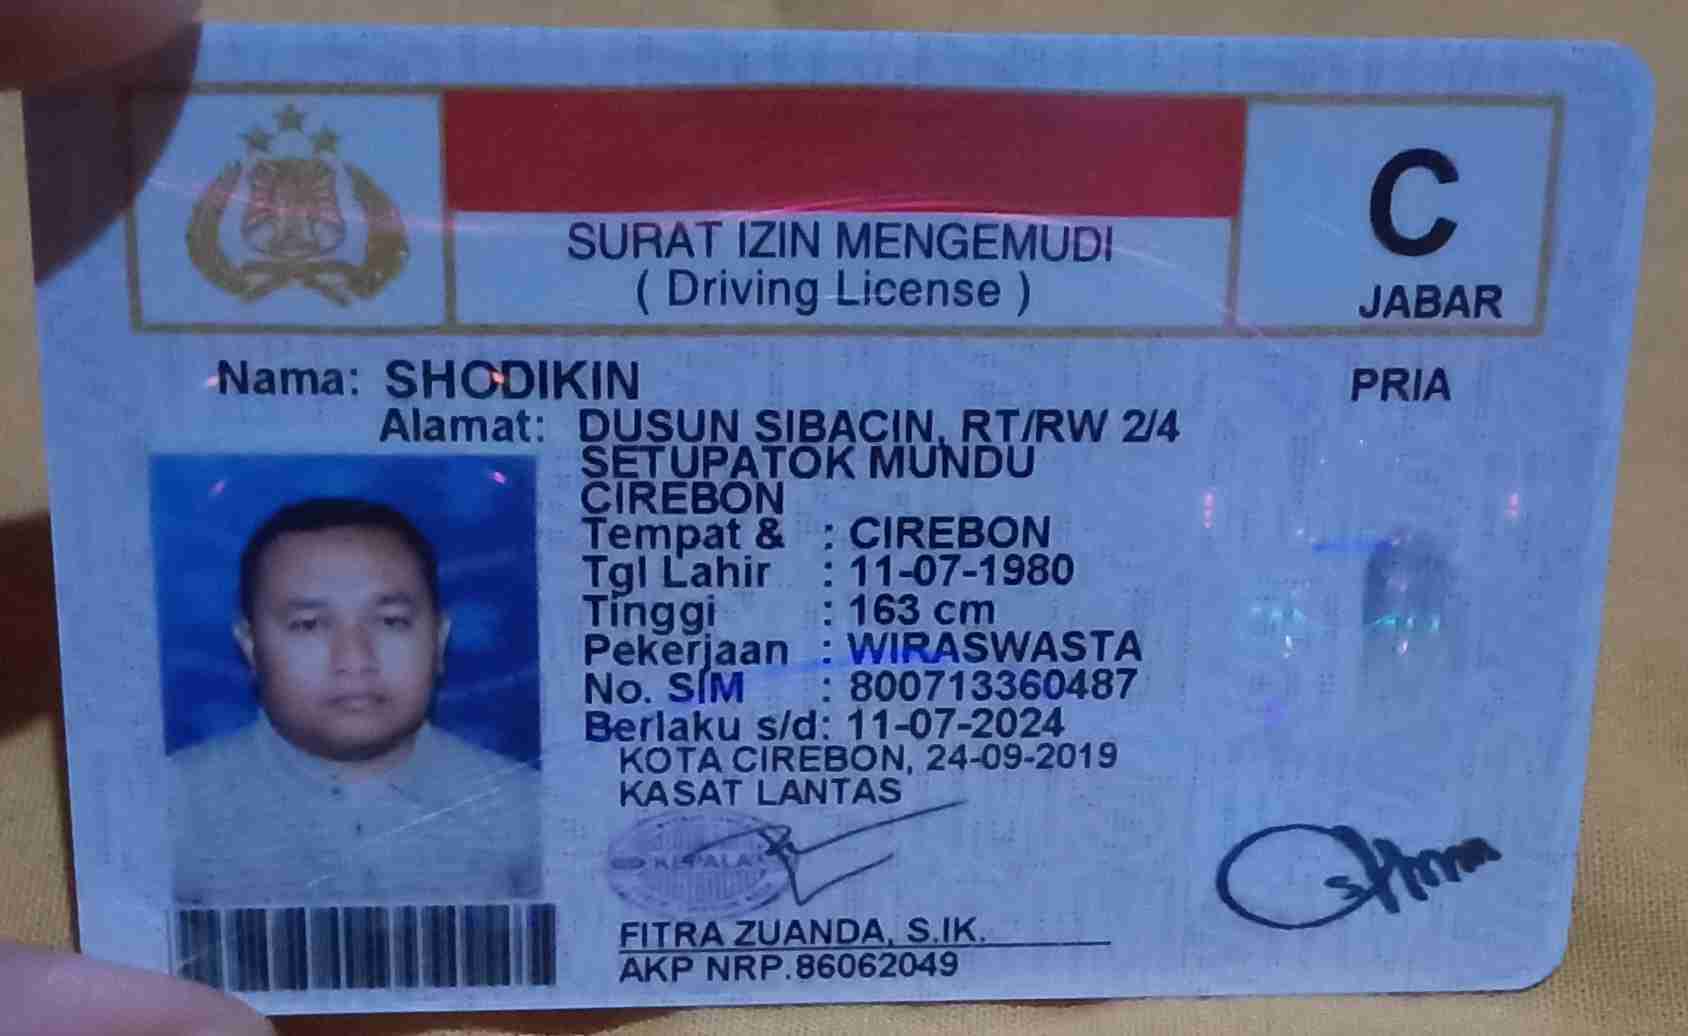 SURAT IZIN MENGEMUDI
( Driving License )
C
JABAR
Nama: SHODIKIN
PRIA
Alamat: DUSUN SIBACIN, RT/RW 2/4
SETUPATOK MUNDU
CIREBON
Tempat & : CIREBON
Tgl Lahir : 11-07-1980
Tinggi : 163 cm
Pekerjaan : WIRASWASTA
No. SIM : 800713360487
Berlaku s/d: 11-07-2024
KOTA CIREBON, 24-09-2019
KASAT LANTAS
KEPALA
FITRA ZUANDA, S.IK.
AKP NRP.86062049